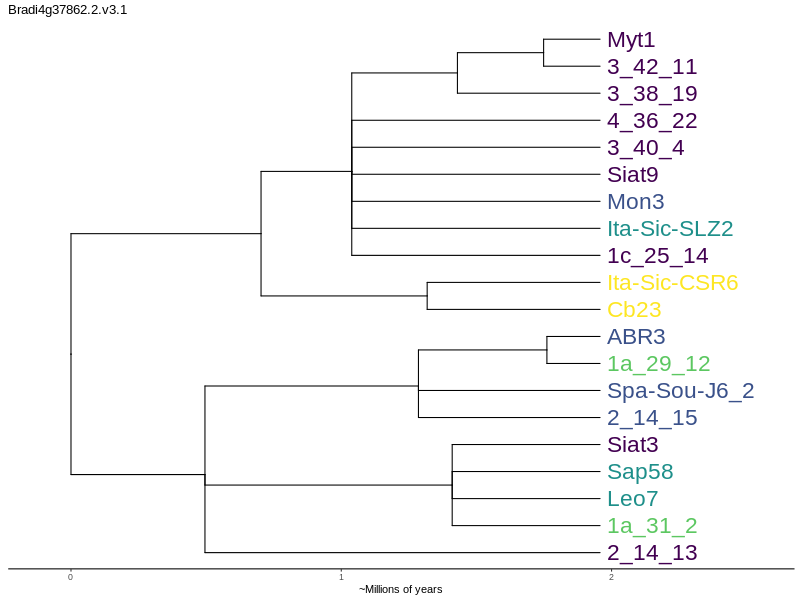 Bradi4g37862.2.v3.1
Myt1
3_42_11
3_38_19
4_36_22
3_40_4
Siat9
Mon3
Ita-Sic-SLZ2
1c_25_14
Ita-Sic-CSR6
Cb23
ABR3
1a_29_12
Spa-Sou-J6_2
2_14_15
Siat3
Sap58
Leo7
1a_31_2
2_14_13
0 1 2
~Millions of years